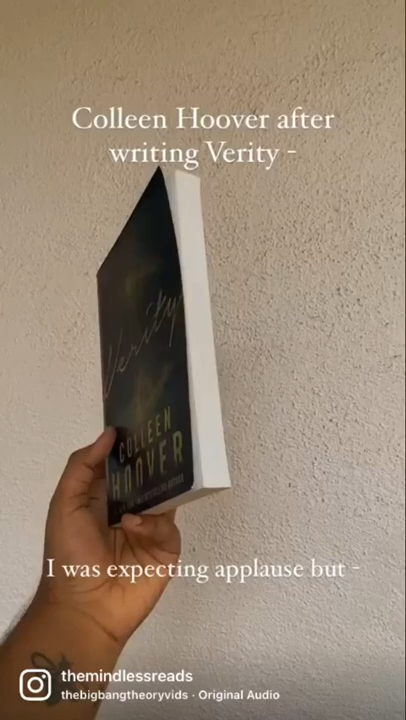 Colleen Hoover after
writing Verity -
Verity
COLLEEN
HOOVER
I was expecting applause but -
themindlessreads
thebigbangtheoryvids · Original Audio